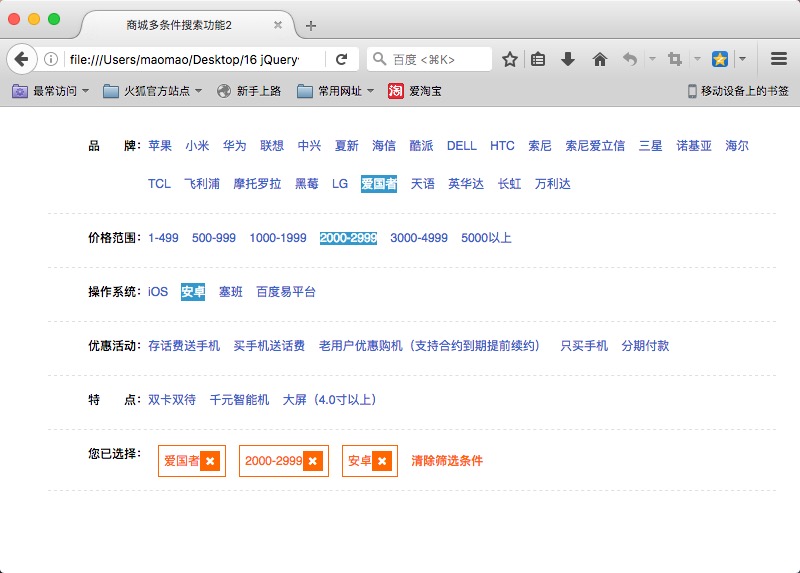 商城多条件搜索功能2
file:///Users/maomao/Desktop/16 jQuery
百度 <⌘K>
最常访问 火狐官方站点 新手上路 常用网址 淘 爱淘宝 移动设备上的书签
品 牌： 苹果 小米 华为 联想 中兴 夏新 海信 酷派 DELL HTC 索尼 索尼爱立信 三星 诺基亚 海尔
TCL 飞利浦 摩托罗拉 黑莓 LG 爱国者 天语 英华达 长虹 万利达
价格范围： 1-499 500-999 1000-1999 2000-2999 3000-4999 5000以上
操作系统： iOS 安卓 塞班 百度易平台
优惠活动： 存话费送手机 买手机送话费 老用户优惠购机（支持合约到期提前续约） 只买手机 分期付款
特 点： 双卡双待 千元智能机 大屏（4.0寸以上）
您已选择： 爱国者 2000-2999 安卓 清除筛选条件